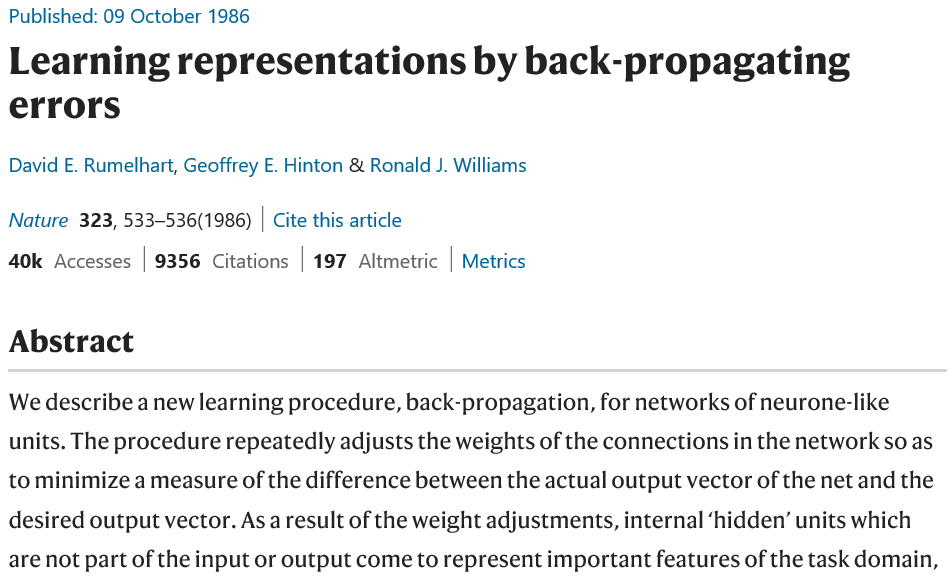 Published: 09 October 1986
Learning representations by back-propagating
errors
David E. Rumelhart, Geoffrey E. Hinton & Ronald J. Williams
Nature 323, 533–536(1986) | Cite this article
40k Accesses | 9356 Citations | 197 Altmetric | Metrics
Abstract
We describe a new learning procedure, back-propagation, for networks of neurone-like
units. The procedure repeatedly adjusts the weights of the connections in the network so as
to minimize a measure of the difference between the actual output vector of the net and the
desired output vector. As a result of the weight adjustments, internal ‘hidden’ units which
are not part of the input or output come to represent important features of the task domain,